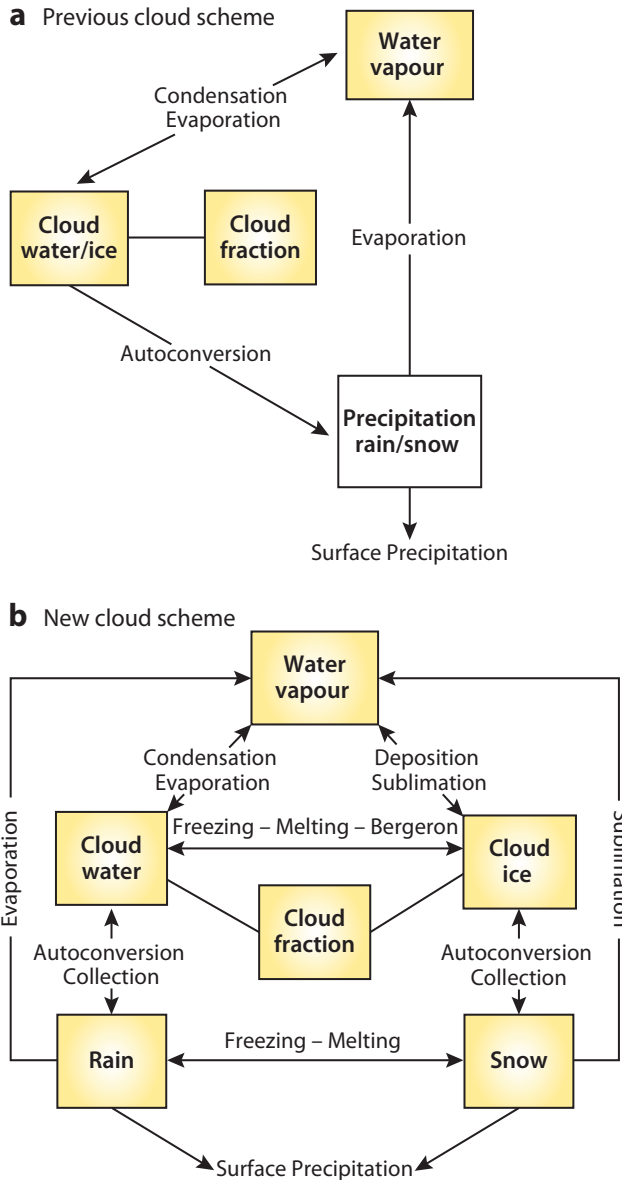 a Previous cloud scheme
Water
vapour
Condensation
Evaporation
Cloud
water/ice
Cloud
fraction
Evaporation
Autoconversion
Precipitation
rain/snow
Surface Precipitation
b New cloud scheme
Water
vapour
Condensation
Evaporation
Deposition
Sublimation
Evaporation
Sublimation
Freezing – Melting – Bergeron
Cloud
water
Cloud
ice
Cloud
fraction
Autoconversion
Collection
Autoconversion
Collection
Rain
Freezing – Melting
Snow
Surface Precipitation